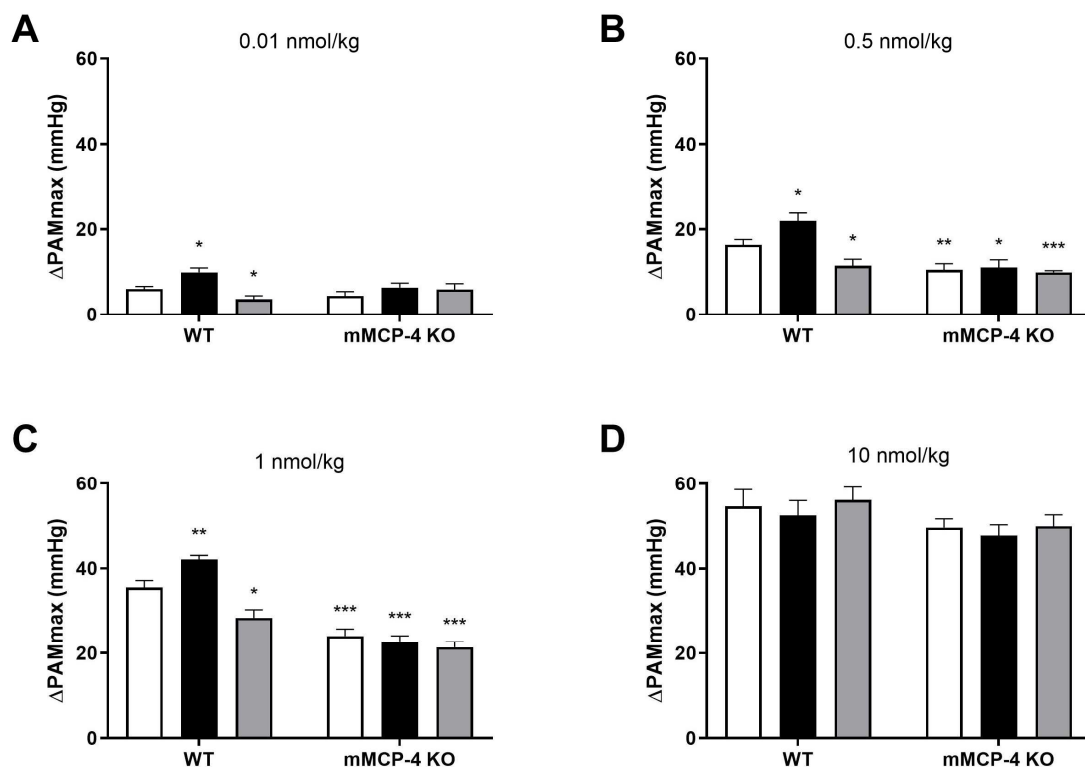 A
0.01 nmol/kg
ΔPAMmax (mmHg)
60
40
20
0
*
*
WT
mMCP-4 KO
B
0.5 nmol/kg
ΔPAMmax (mmHg)
60
40
20
0
*
*
**
*
***
WT
mMCP-4 KO
C
1 nmol/kg
ΔPAMmax (mmHg)
60
40
20
0
**
*
***
***
***
WT
mMCP-4 KO
D
10 nmol/kg
ΔPAMmax (mmHg)
60
40
20
0
WT
mMCP-4 KO